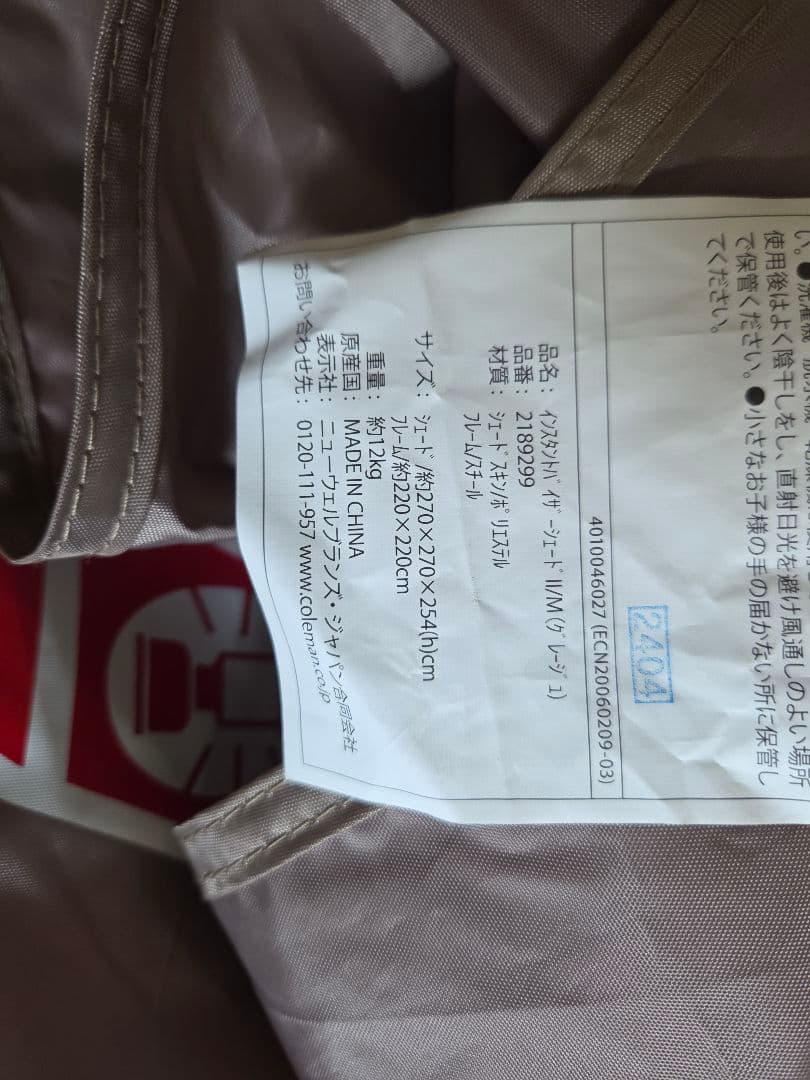 い。●洗濯機
使用後はよく陰干しをし、直射日光を避け風通しのよい場所
で保管ください。●小さなお子様の手の届かない所に保管し
てください。
2404
4010046027 (ECN20060209-03)
品名： ｲﾝｽﾀﾝﾄﾊﾞｲｻﾞｰｼｪｰﾄﾞII/M(ｸﾞﾚｰｼﾞｭ)
品番： 2189299
材質： ｼｪｰﾄﾞｽｷﾝ/ﾎﾟﾘｴｽﾃﾙ
ﾌﾚｰﾑ/ｽﾁｰﾙ
サイズ： ｼｪｰﾄﾞ/約270×270×254(h)cm
ﾌﾚｰﾑ/約220×220cm
重量： 約12kg
原産国： MADE IN CHINA
表示社： ニューウェルブランズ・ジャパン合同会社
お問い合わせ先： 0120-111-957 www.coleman.co.jp